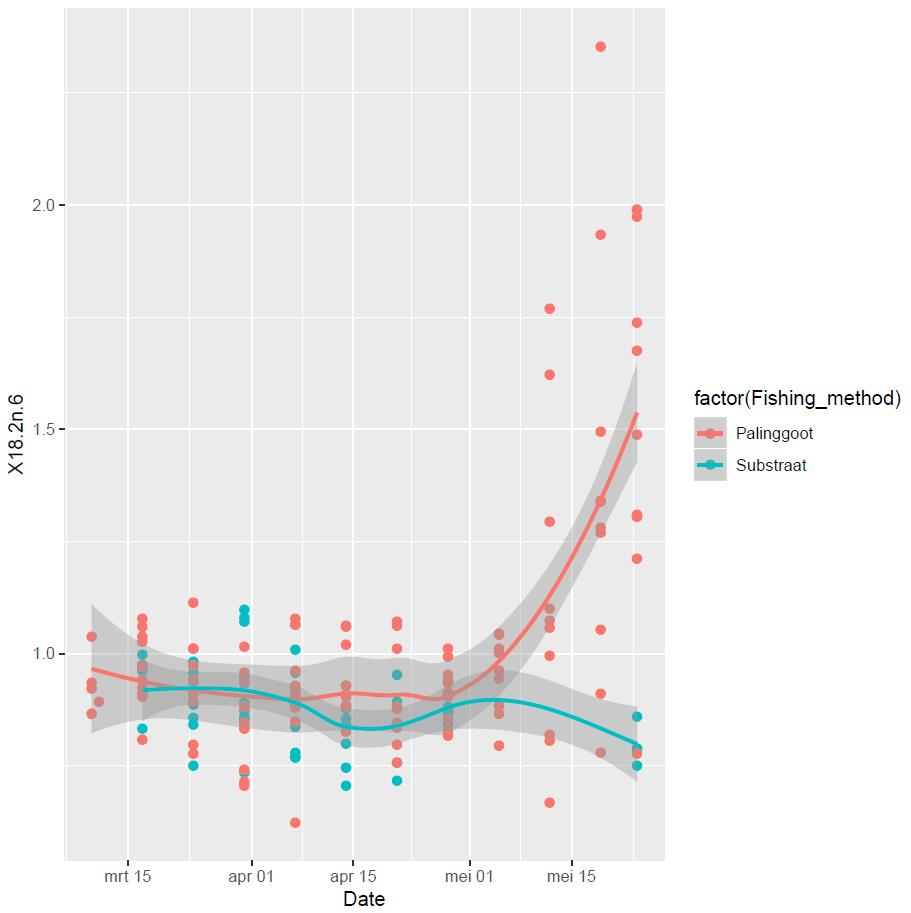 X18.2n.6
2.0
1.5
1.0
mrt 15 apr 01 apr 15 mei 01 mei 15
Date
factor(Fishing_method)
Palinggoot
Substraat